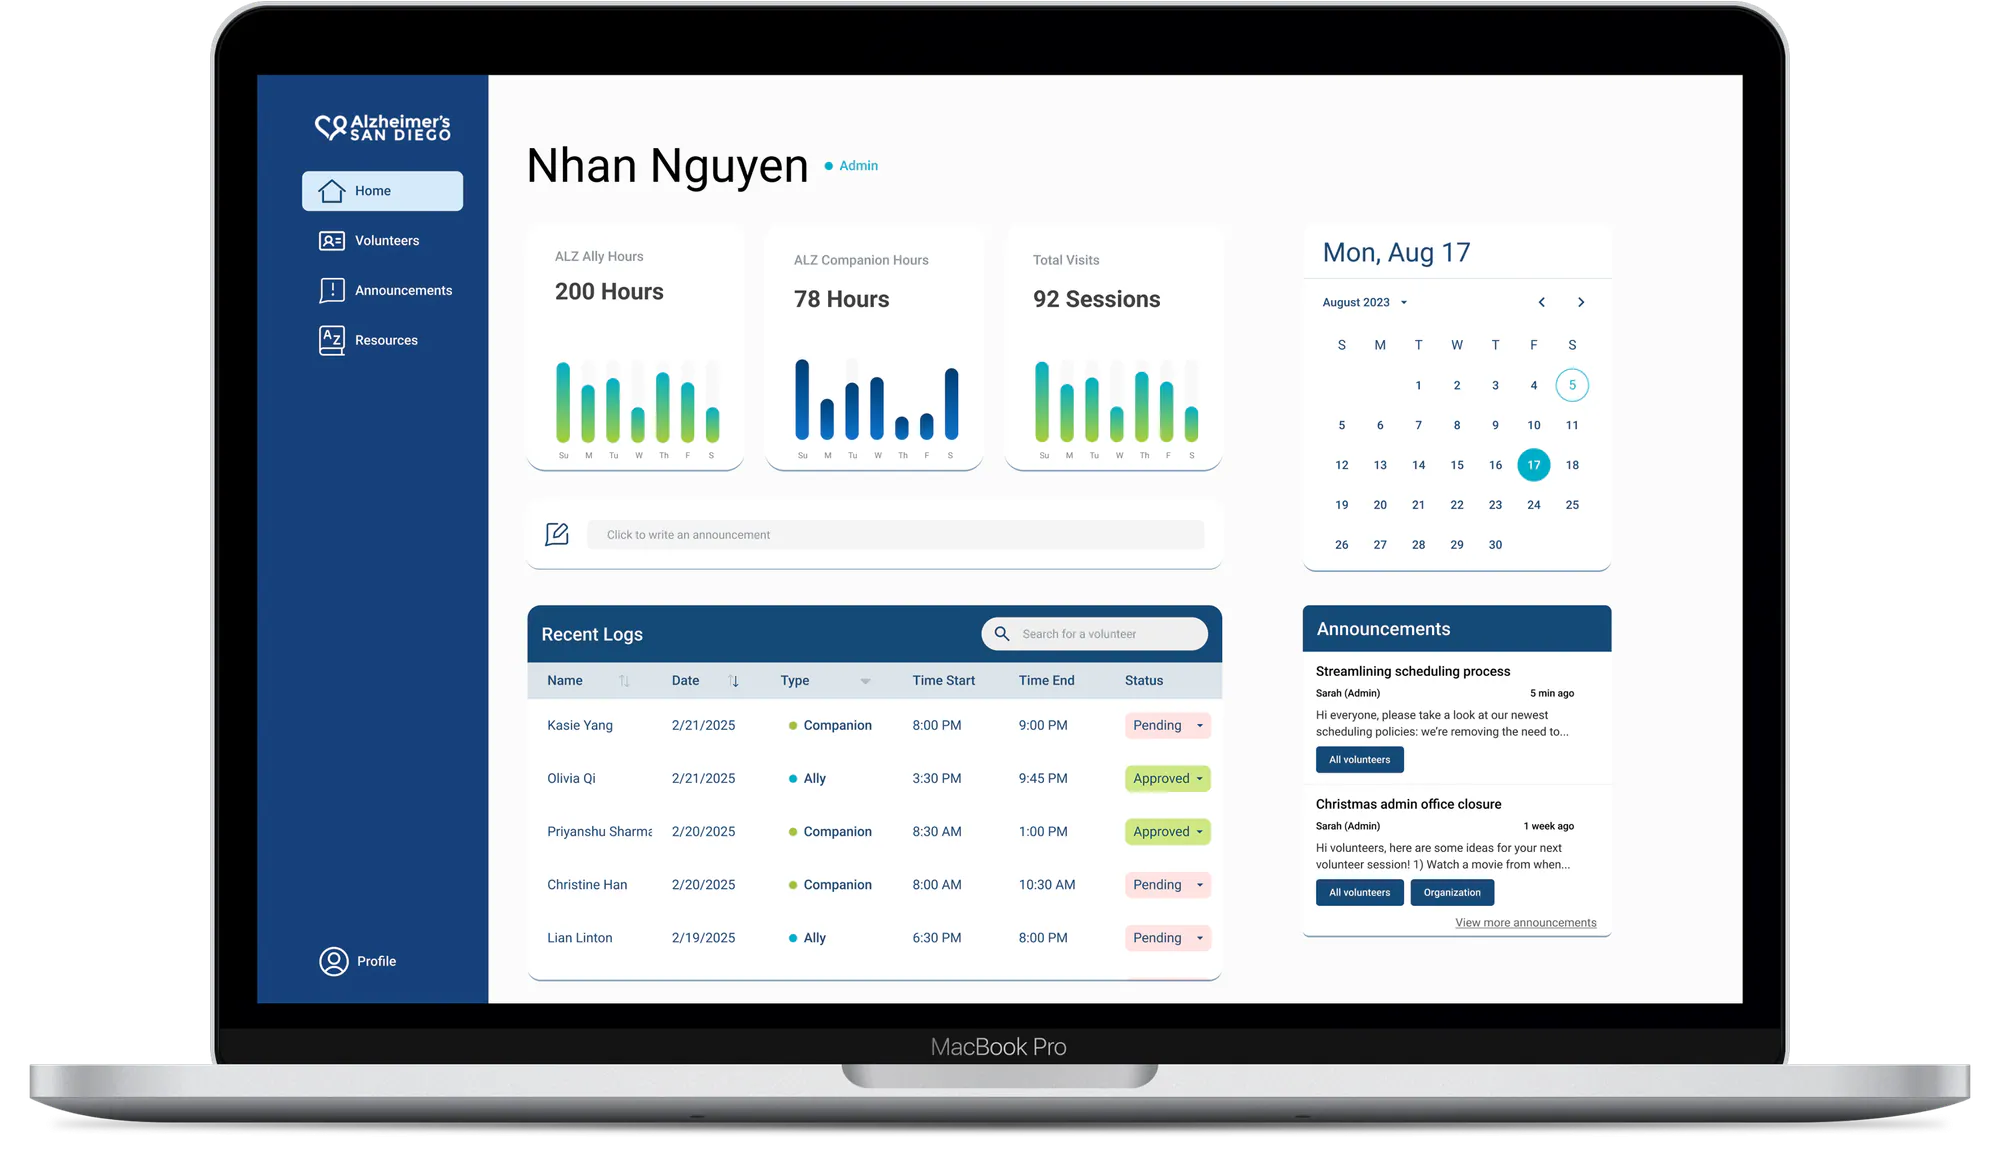 Alzheimer's
SAN DIEGO
Home
Volunteers
Announcements
AZ
Resources
Profile
Nhan Nguyen
Admin
ALZ Ally Hours
200 Hours
Su M Tu W Th F S
ALZ Companion Hours
78 Hours
Su M Tu W Th F S
Total Visits
92 Sessions
Su M Tu W Th F S
Click to write an announcement
Mon, Aug 17
August 2023
S M T W T F S
1 2 3 4 5
5 6 7 8 9 10 11
12 13 14 15 16 17 18
19 20 21 22 23 24 25
26 27 28 29 30
Recent Logs
Search for a volunteer
Name Date Type Time Start Time End Status
Kasie Yang 2/21/2025 Companion 8:00 PM 9:00 PM Pending
Olivia Qi 2/21/2025 Ally 3:30 PM 9:45 PM Approved
Priyanshu Sharma 2/20/2025 Companion 8:30 AM 1:00 PM Approved
Christine Han 2/20/2025 Companion 8:00 AM 10:30 AM Pending
Lian Linton 2/19/2025 Ally 6:30 PM 8:00 PM Pending
Announcements
Streamlining scheduling process
Sarah (Admin) 5 min ago
Hi everyone, please take a look at our newest
scheduling policies: we're removing the need to...
All volunteers
Christmas admin office closure
Sarah (Admin) 1 week ago
Hi volunteers, here are some ideas for your next
volunteer session! 1) Watch a movie from when...
All volunteers Organization
View more announcements
MacBook Pro